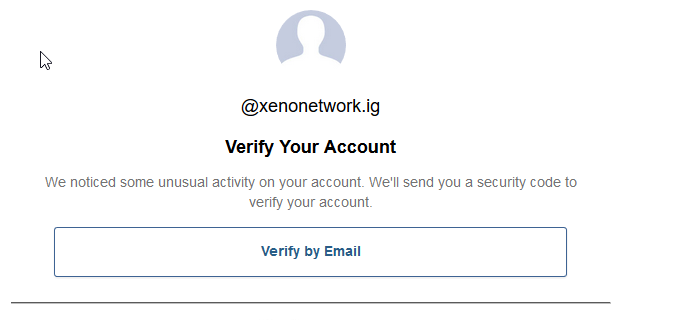 @xenonetwork.ig
Verify Your Account
We noticed some unusual activity on your account. We'll send you a security code to
verify your account.
Verify by Email